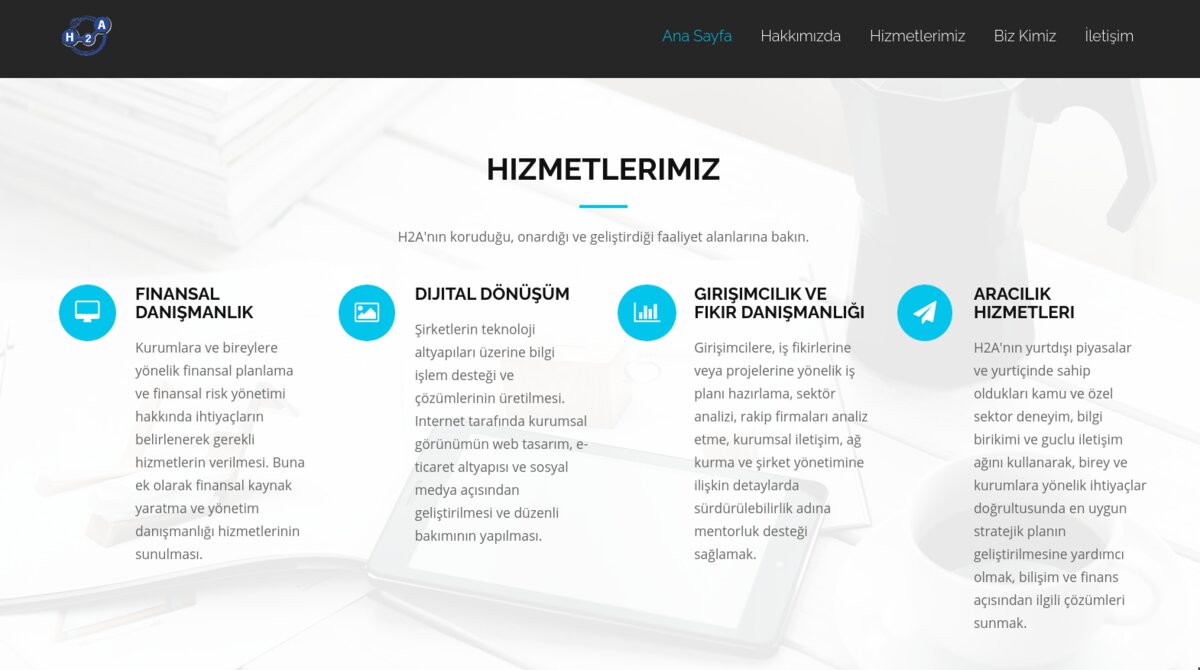 H2A
Ana Sayfa
Hakkımızda
Hizmetlerimiz
Biz Kimiz
İletişim
HIZMETLERIMIZ
H2A'nın koruduğu, onardığı ve geliştirdiği faaliyet alanlarına bakın.
FINANSAL
DANIŞMANLIK
Kurumlara ve bireylere
yönelik finansal planlama
ve finansal risk yönetimi
hakkında ihtiyaçların
belirlenerek gerekli
hizmetlerin verilmesi. Buna
ek olarak finansal kaynak
yaratma ve yönetim
danışmanlığı hizmetlerinin
sunulması.
DIJITAL DÖNÜŞÜM
Şirketlerin teknoloji
altyapıları üzerine bilgi
işlem desteği ve
çözümlerinin üretilmesi.
Internet tarafında kurumsal
görünümün web tasarım, e-
ticaret altyapısı ve sosyal
medya açısından
geliştirilmesi ve düzenli
bakımının yapılması.
GIRIŞIMCILIK VE
FIKIR DANIŞMANLIĞI
Girişimcilere, iş fikirlerine
veya projelerine yönelik iş
planı hazırlama, sektör
analizi, rakip firmaları analiz
etme, kurumsal iletişim, ağ
kurma ve şirket yönetimine
ilişkin detaylarda
sürdürülebilirlik adına
mentorluk desteği
sağlamak.
ARACILIK
HIZMETLERI
H2A'nın yurtdışı piyasalar
ve yurtiçinde sahip
oldukları kamu ve özel
sektor deneyim, bilgi
birikimi ve guclu iletişim
ağını kullanarak, birey ve
kurumlara yönelik ihtiyaçlar
doğrultusunda en uygun
stratejik planın
geliştirilmesine yardımcı
olmak, bilişim ve finans
açısından ilgili çözümleri
sunmak.